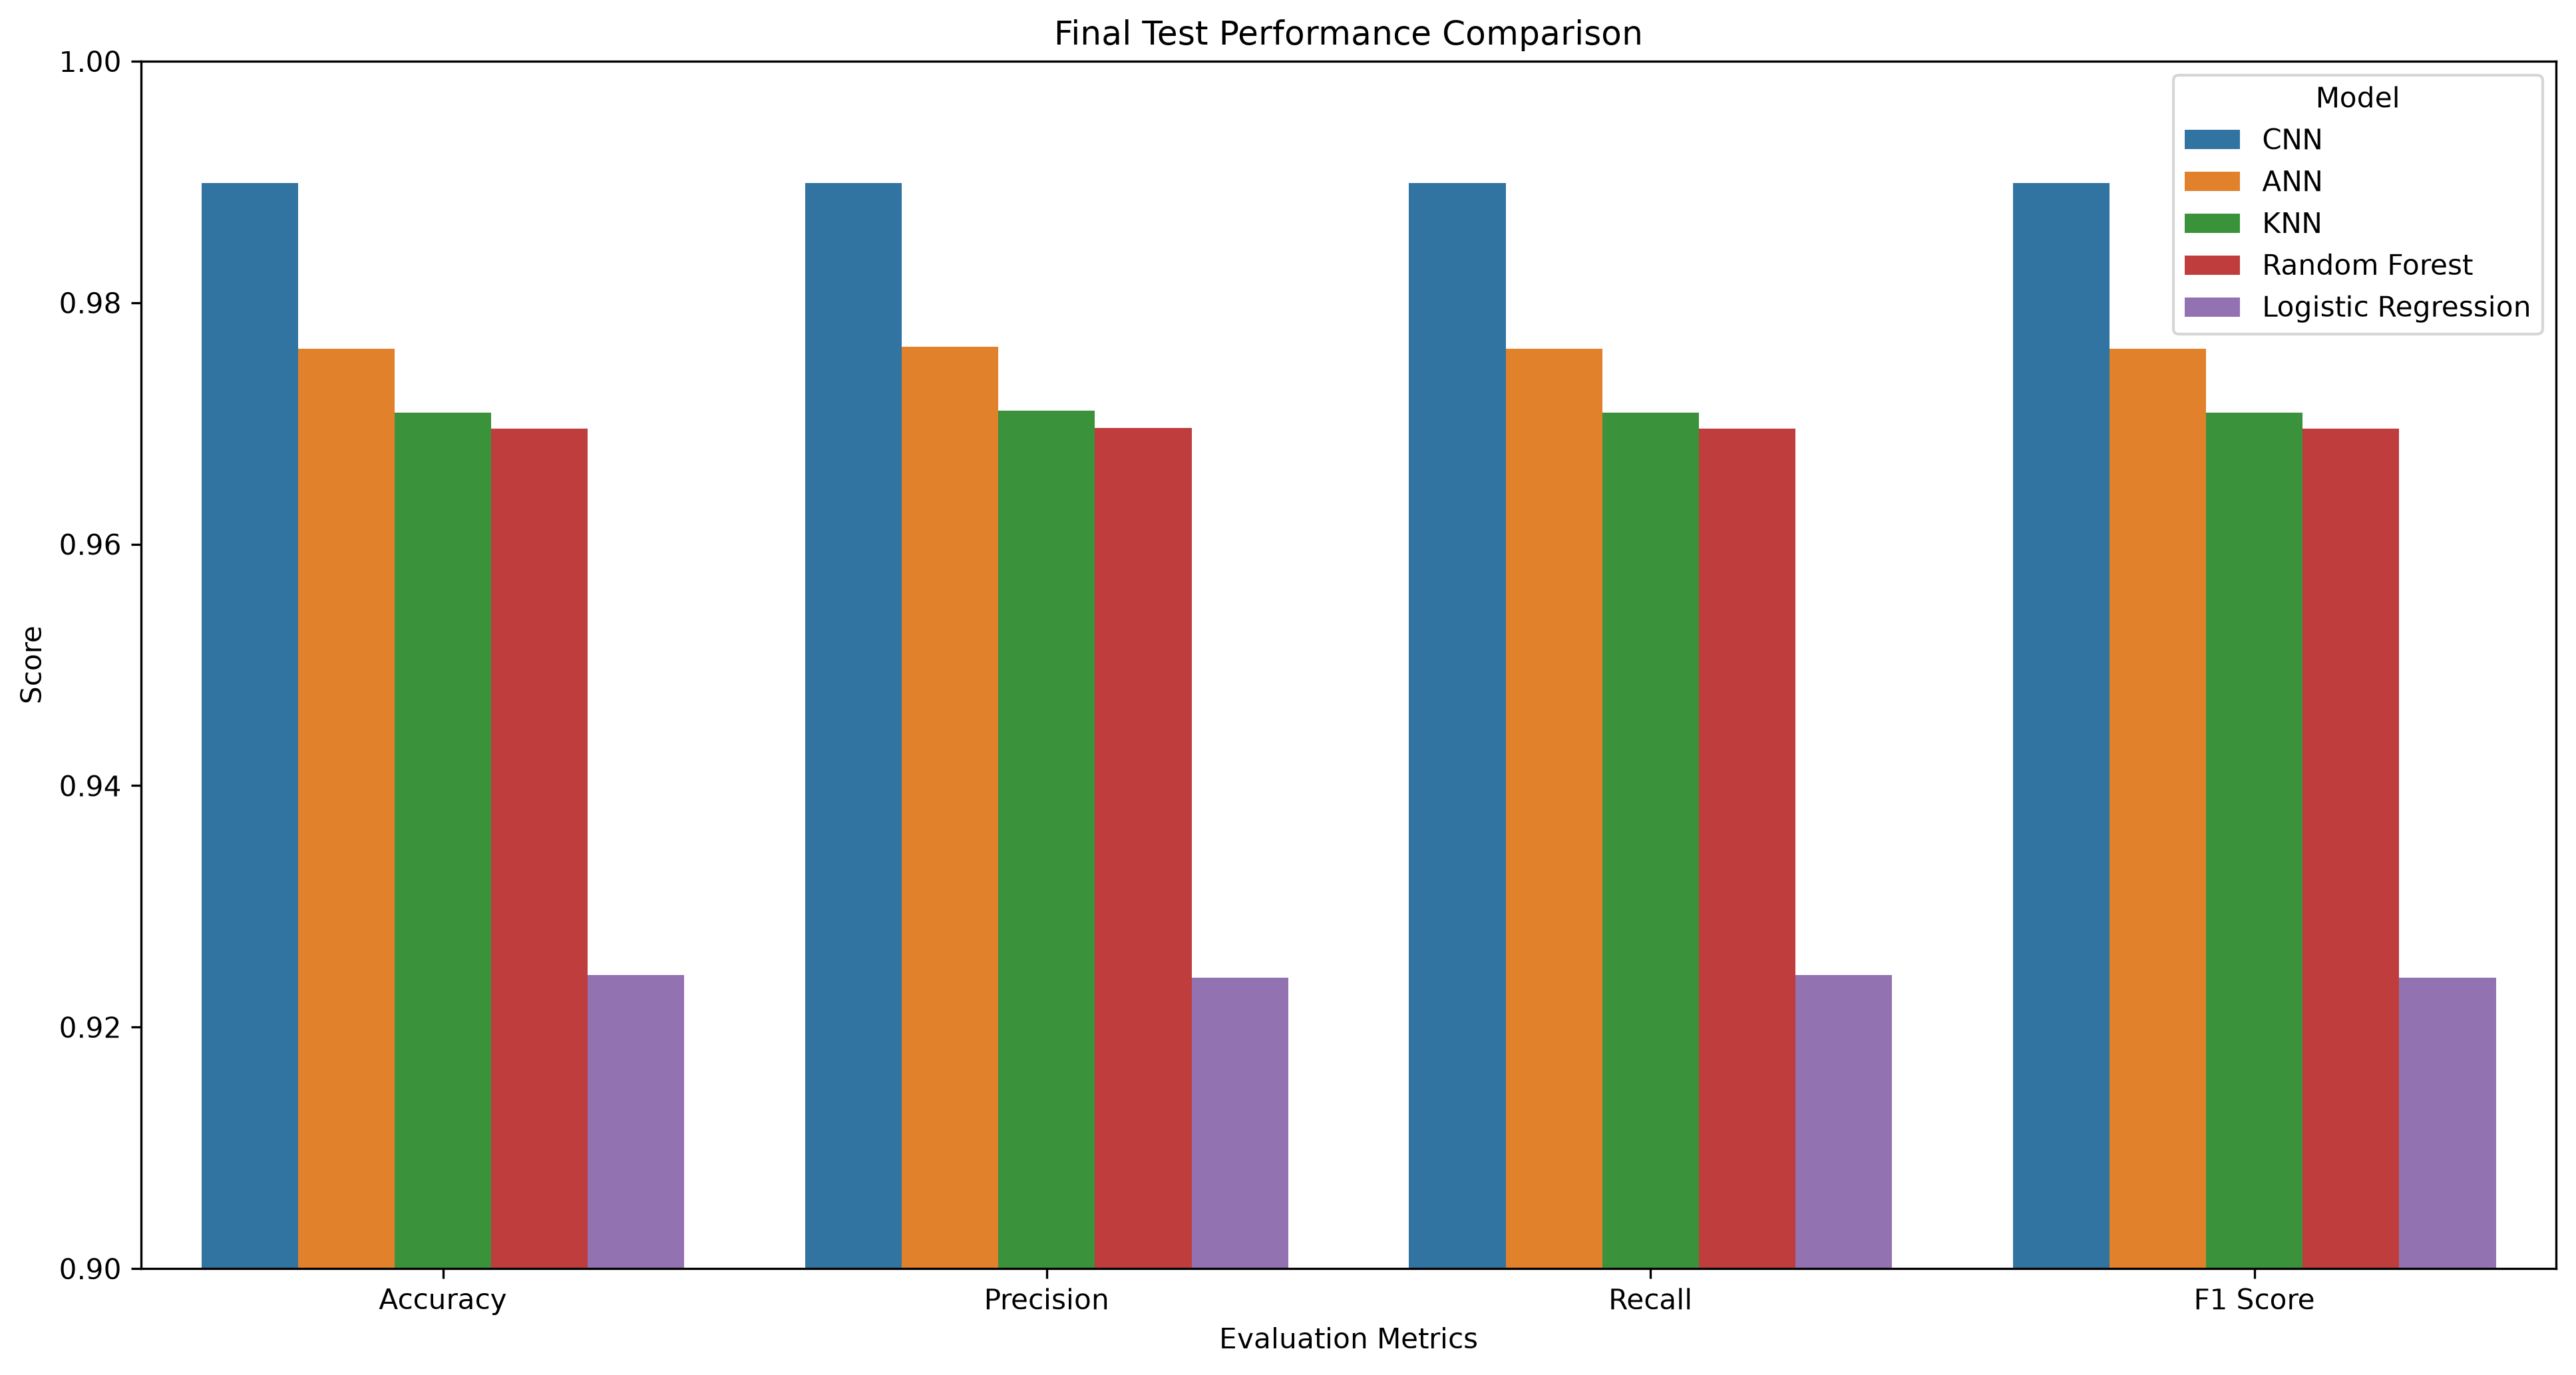 Final Test Performance Comparison
1.00
0.98
0.96
0.94
0.92
0.90
Score
Model
CNN
ANN
KNN
Random Forest
Logistic Regression
Accuracy
Precision
Recall
F1 Score
Evaluation Metrics